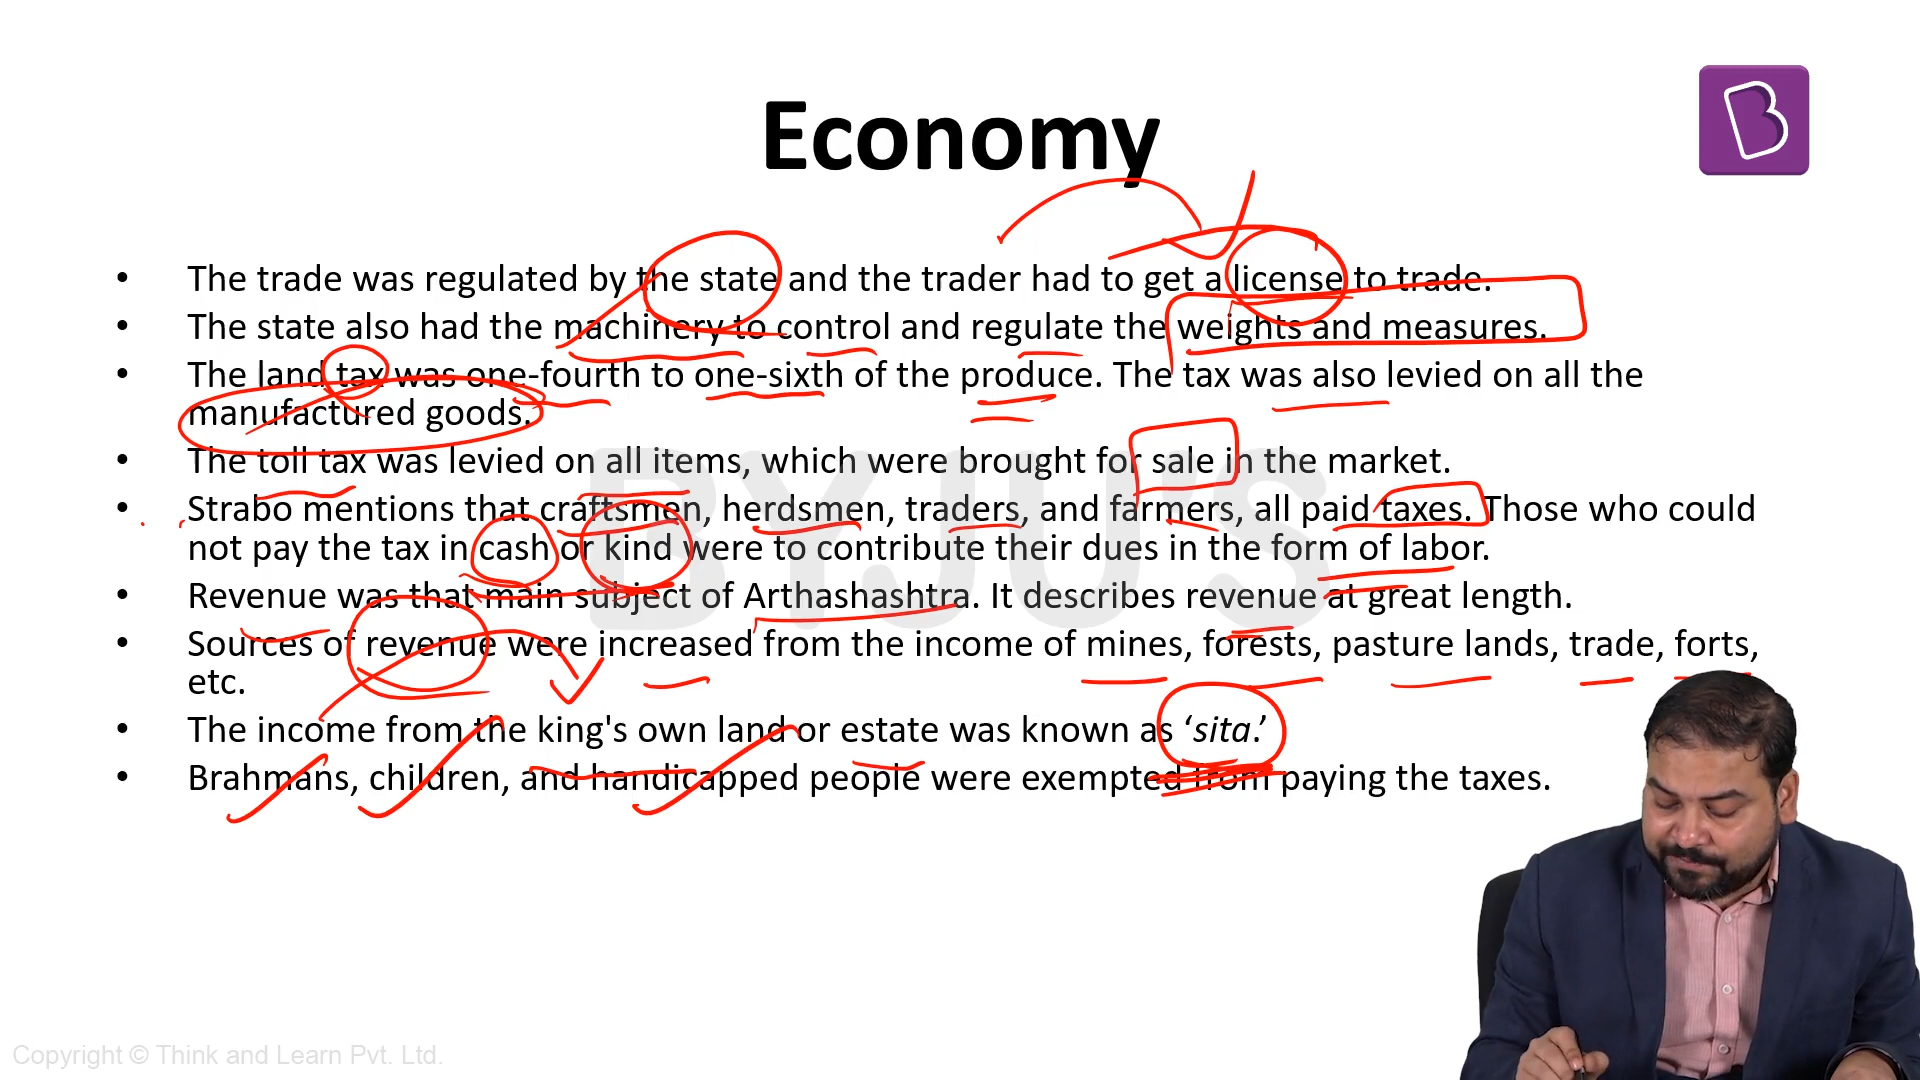 Economy
• The trade was regulated by the state and the trader had to get a license to trade.
• The state also had the machinery to control and regulate the weights and measures.
• The land tax was one-fourth to one-sixth of the produce. The tax was also levied on all the
manufactured goods.
• The toll tax was levied on all items, which were brought for sale in the market.
• Strabo mentions that craftsmen, herdsmen, traders, and farmers, all paid taxes. Those who could
not pay the tax in cash or kind were to contribute their dues in the form of labor.
• Revenue was that main subject of Arthashashtra. It describes revenue at great length.
• Sources of revenue were increased from the income of mines, forests, pasture lands, trade, forts,
etc.
• The income from the king's own land or estate was known as ‘sita.’
• Brahmans, children, and handicapped people were exempted from paying the taxes.
BYJU'S
Copyright © Think and Learn Pvt. Ltd.